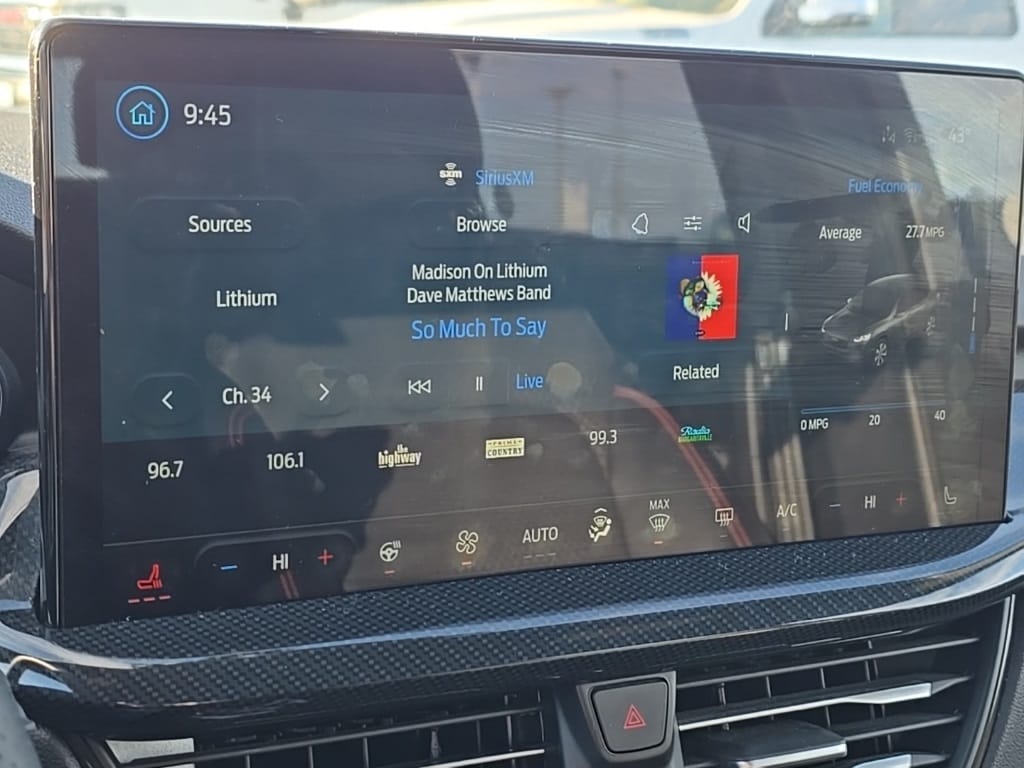 9:45
43°
sxm SiriusXM
Fuel Economy
Sources
Browse
Average 27.7 MPG
Madison On Lithium
Dave Matthews Band
Lithium
So Much To Say
Related
Ch. 34
Live
0 MPG 20 40
96.7
106.1
the highway
PRIME COUNTRY
99.3
Radio MARGARITAVILLE
HI
AUTO
MAX
A/C
HI